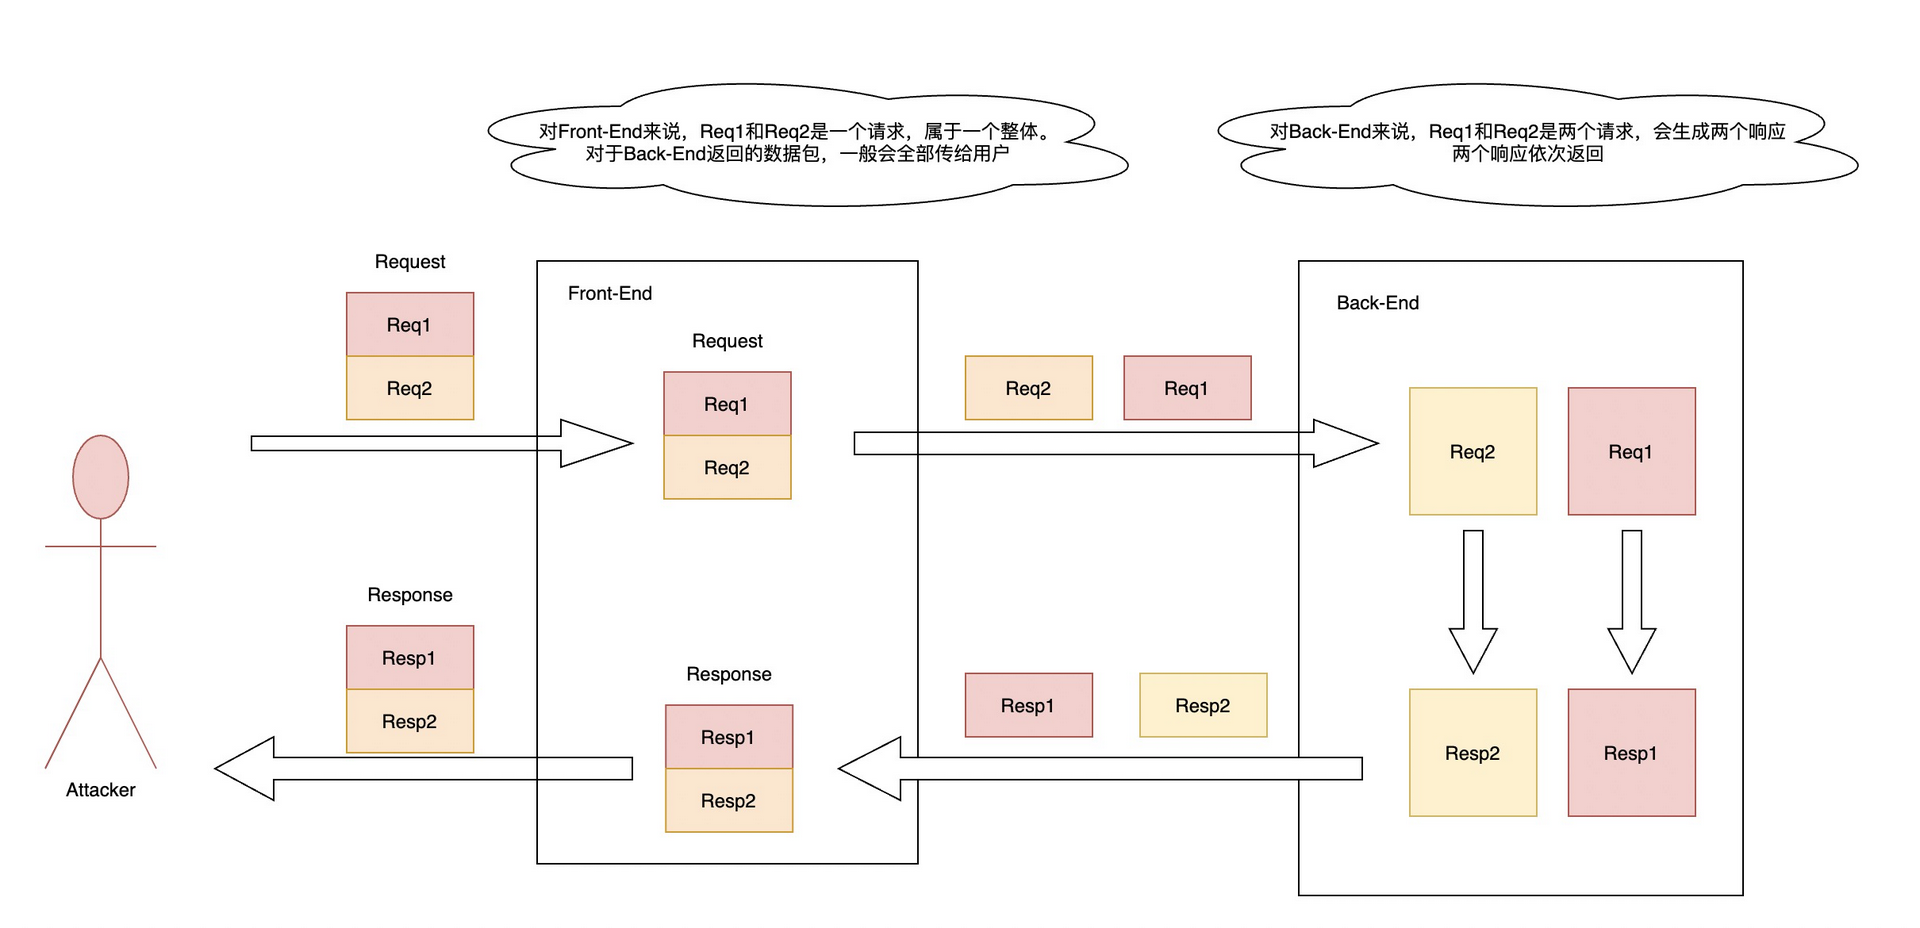 对Front-End来说，Req1和Req2是一个请求，属于一个整体。
对于Back-End返回的数据包，一般会全部传给用户
对Back-End来说，Req1和Req2是两个请求，会生成两个响应
两个响应依次返回
Request
Req1
Req2
Front-End
Request
Req1
Req2
Req2
Req1
Back-End
Req2
Req1
Attacker
Response
Resp1
Resp2
Response
Resp1
Resp2
Resp1
Resp2
Resp2
Resp1